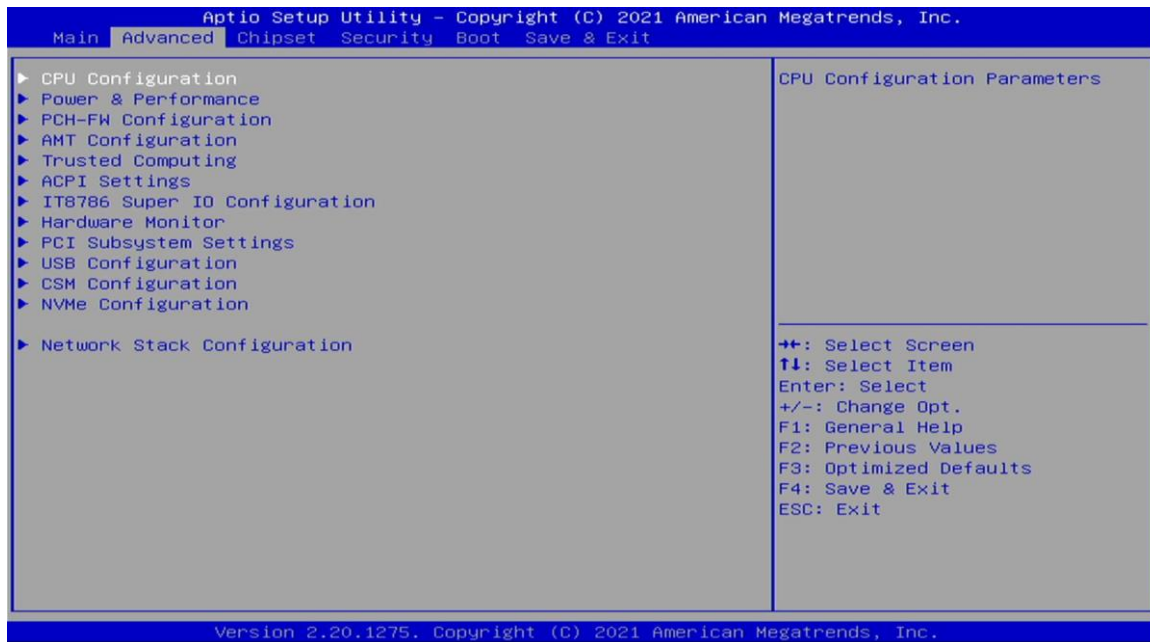 Aptio Setup Utility – Copyright (C) 2021 American Megatrends, Inc.
Main Advanced Chipset Security Boot Save & Exit
▶ CPU Configuration
▶ Power & Performance
▶ PCH-FW Configuration
▶ AMT Configuration
▶ Trusted Computing
▶ ACPI Settings
▶ IT8786 Super IO Configuration
▶ Hardware Monitor
▶ PCI Subsystem Settings
▶ USB Configuration
▶ CSM Configuration
▶ NVMe Configuration
▶ Network Stack Configuration
CPU Configuration Parameters
→←: Select Screen
↑↓: Select Item
Enter: Select
+/-: Change Opt.
F1: General Help
F2: Previous Values
F3: Optimized Defaults
F4: Save & Exit
ESC: Exit
Version 2.20.1275. Copyright (C) 2021 American Megatrends, Inc.